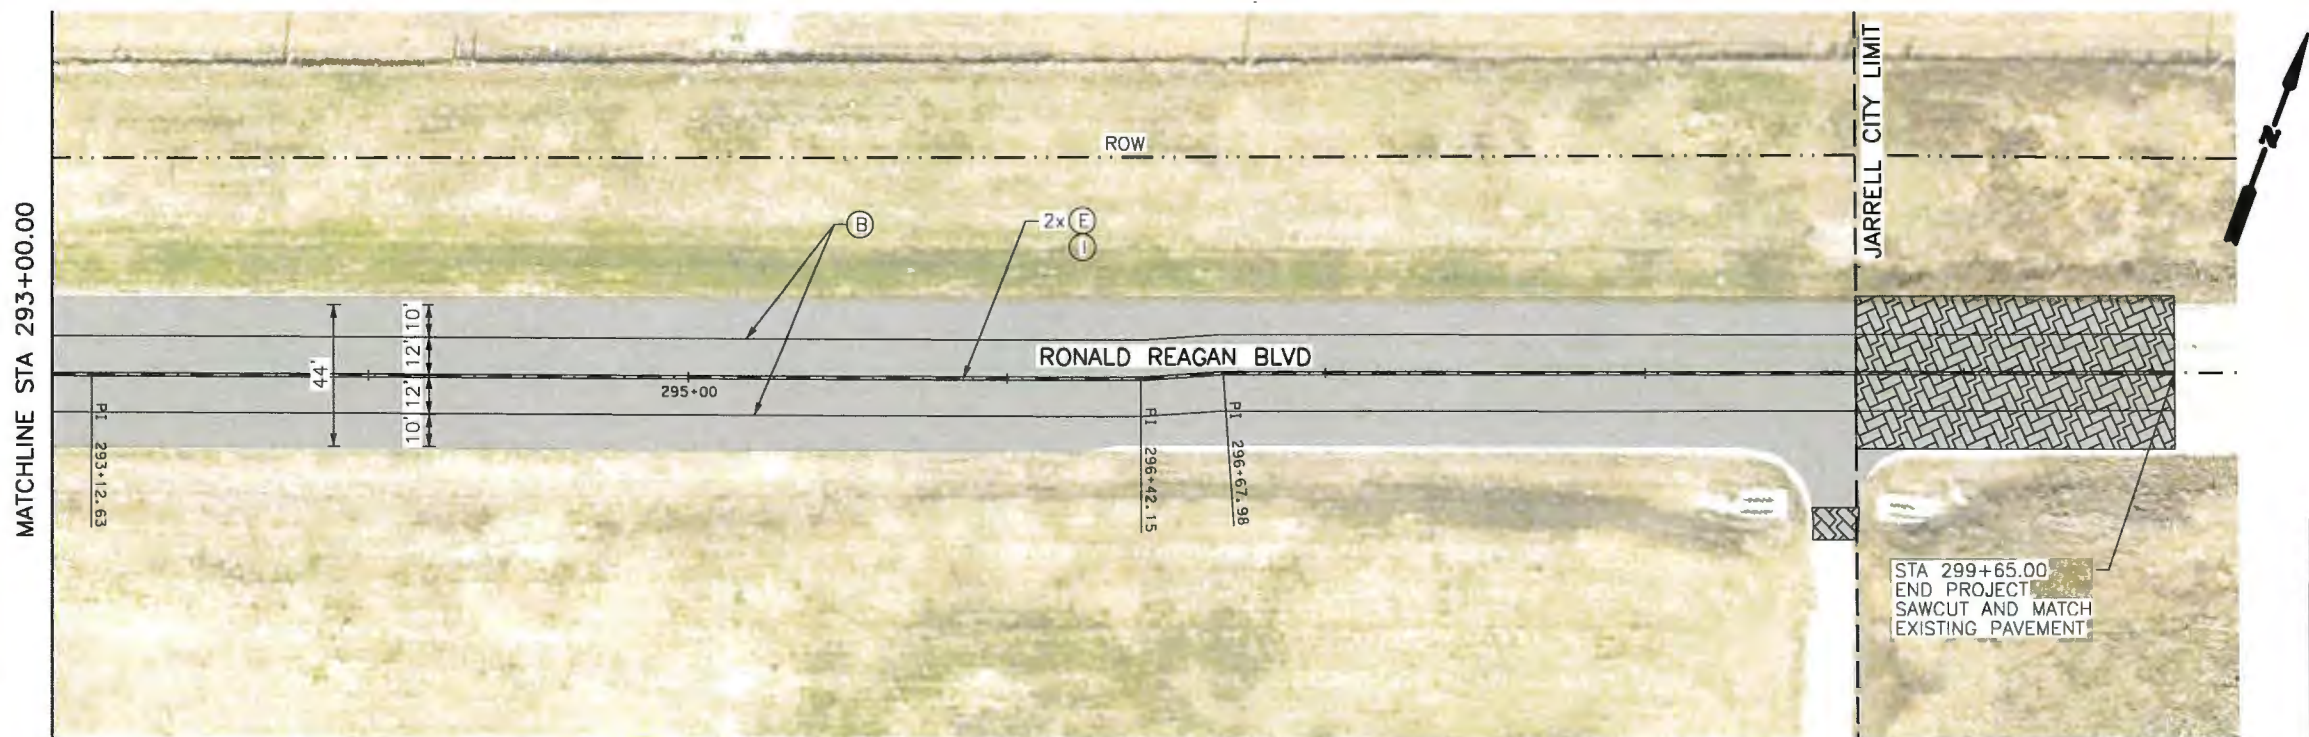 MATCHLINE STA 293+00.00
ROW
JARRELL CITY LIMIT
N
B
2x E
I
10'
12'
44'
12'
10'
RONALD REAGAN BLVD
295+00
PI 293+12.63
PI 296+42.15
PI 296+67.98
STA 299+65.00
END PROJECT
SAWCUT AND MATCH
EXISTING PAVEMENT